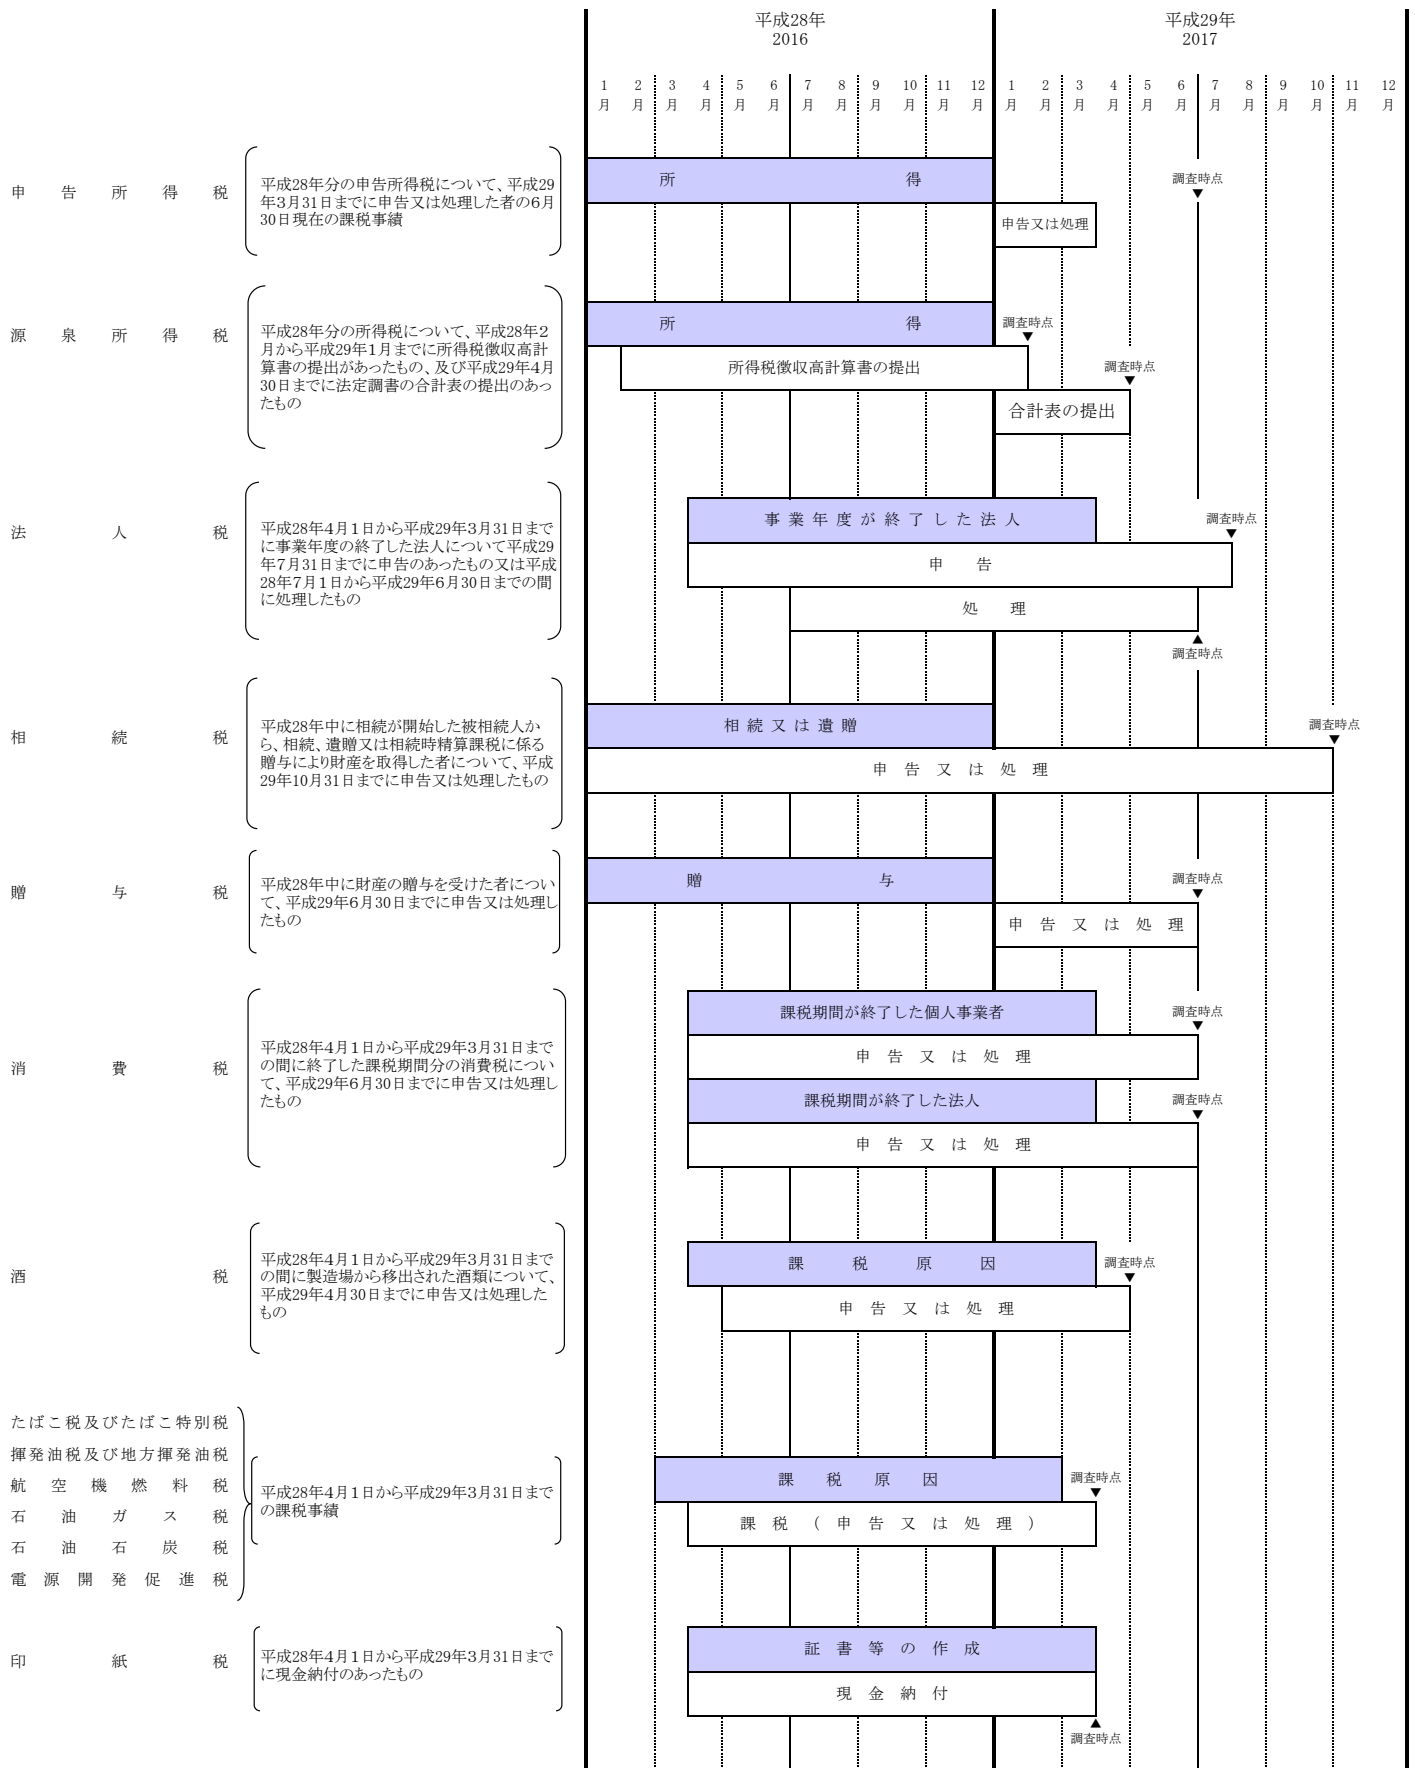 平成28年
2016
平成29年
2017
1 2 3 4 5 6 7 8 9 10 11 12 1 2 3 4 5 6 7 8 9 10 11 12
月 月 月 月 月 月 月 月 月 月 月 月 月 月 月 月 月 月 月 月 月 月 月 月
申告所得税
平成28年分の申告所得税について、平成29
年3月31日までに申告又は処理した者の6月
30日現在の課税事績
所得
調査時点
▼
申告又は処理
源泉所得税
平成28年分の所得税について、平成28年2
月から平成29年1月までに所得税徴収高計
算書の提出があったもの、及び平成29年4月
30日までに法定調書の合計表の提出のあっ
たもの
所得
調査時点
▼
所得税徴収高計算書の提出
調査時点
▼
合計表の提出
法人税
平成28年4月1日から平成29年3月31日まで
に事業年度の終了した法人について平成29
年7月31日までに申告のあったもの又は平成
28年7月1日から平成29年6月30日までの間
に処理したもの
事業年度が終了した法人
調査時点
▼
申告
処理
▲
調査時点
相続税
平成28年中に相続が開始した被相続人か
ら、相続、遺贈又は相続時精算課税に係る
贈与により財産を取得した者について、平成
29年10月31日までに申告又は処理したもの
相続又は遺贈
調査時点
▼
申告又は処理
贈与税
平成28年中に財産の贈与を受けた者につい
て、平成29年6月30日までに申告又は処理し
たもの
贈与
調査時点
▼
申告又は処理
消費税
平成28年4月1日から平成29年3月31日まで
の間に終了した課税期間分の消費税につい
て、平成29年6月30日までに申告又は処理し
たもの
課税期間が終了した個人事業者
調査時点
▼
申告又は処理
課税期間が終了した法人
調査時点
▼
申告又は処理
酒税
平成28年4月1日から平成29年3月31日まで
の間に製造場から移出された酒類について、
平成29年4月30日までに申告又は処理した
もの
課税原因
調査時点
▼
申告又は処理
たばこ税及びたばこ特別税
揮発油税及び地方揮発油税
航空機燃料税
石油ガス税
石油石炭税
電源開発促進税
平成28年4月1日から平成29年3月31日まで
の課税事績
課税原因
調査時点
▼
課税(申告又は処理)
印紙税
平成28年4月1日から平成29年3月31日まで
に現金納付のあったもの
証書等の作成
現金納付
▲
調査時点